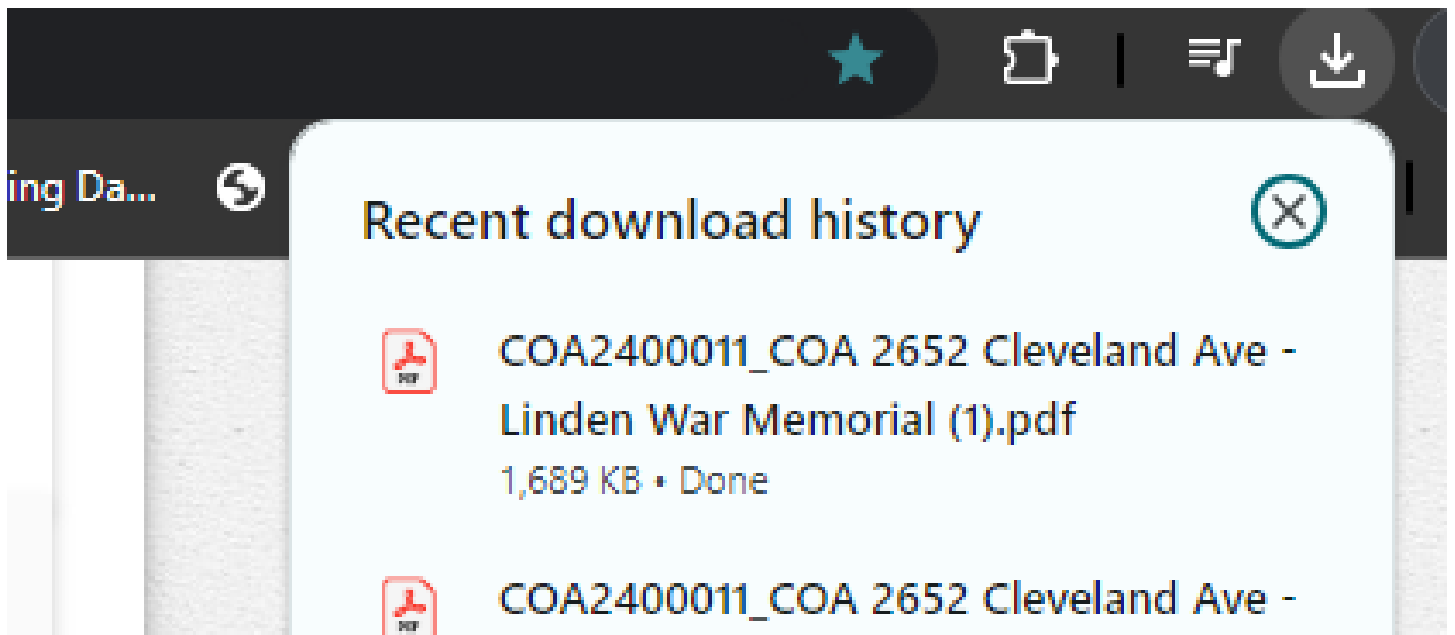 ing Da...
Recent download history
COA2400011_COA 2652 Cleveland Ave -
Linden War Memorial (1).pdf
1,689 KB • Done
COA2400011_COA 2652 Cleveland Ave -